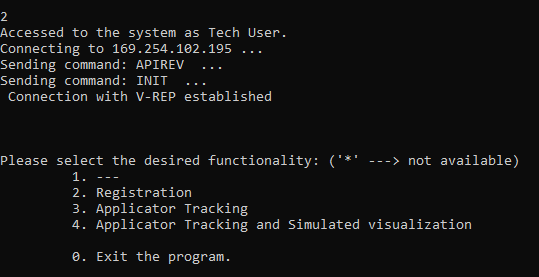 2
Accessed to the system as Tech User.
Connecting to 169.254.102.195 ...
Sending command: APIREV  ...
Sending command: INIT  ...
 Connection with V-REP established
Please select the desired functionality: ('*' ---> not available)
1. ---
2. Registration
3. Applicator Tracking
4. Applicator Tracking and Simulated visualization
0. Exit the program.